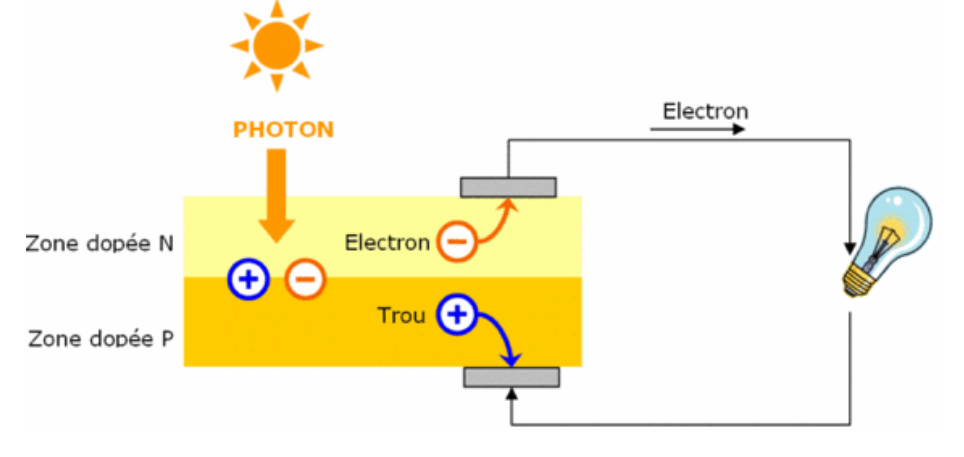 PHOTON
Electron
Zone dopée N
Electron
Trou
Zone dopée P